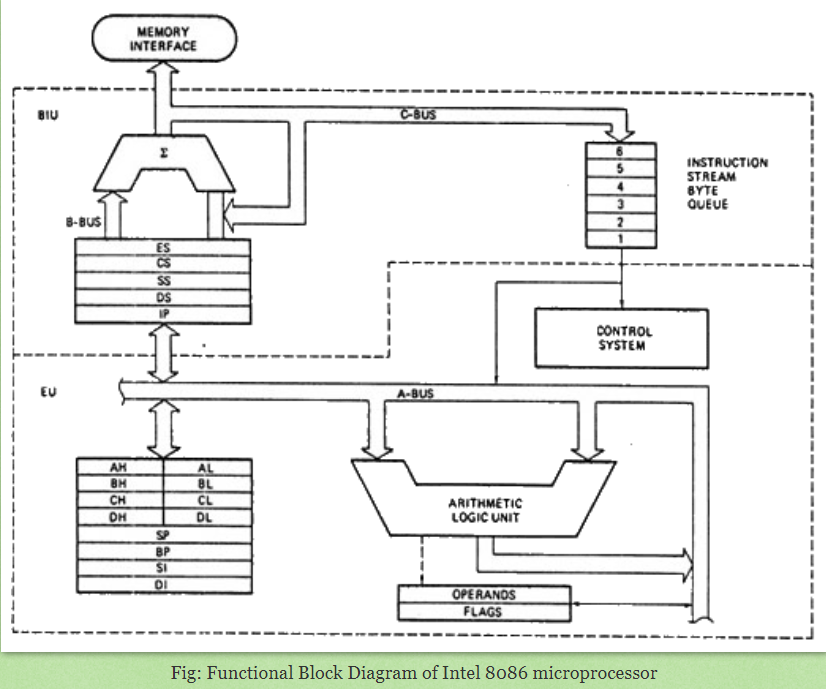 MEMORY
INTERFACE
BIU
C-BUS
Σ
6
5
4
3
2
1
INSTRUCTION
STREAM
BYTE
QUEUE
B-BUS
ES
CS
SS
DS
IP
CONTROL
SYSTEM
EU
A-BUS
AH AL
BH BL
CH CL
DH DL
SP
BP
SI
DI
ARITHMETIC
LOGIC UNIT
OPERANDS
FLAGS
Fig: Functional Block Diagram of Intel 8086 microprocessor